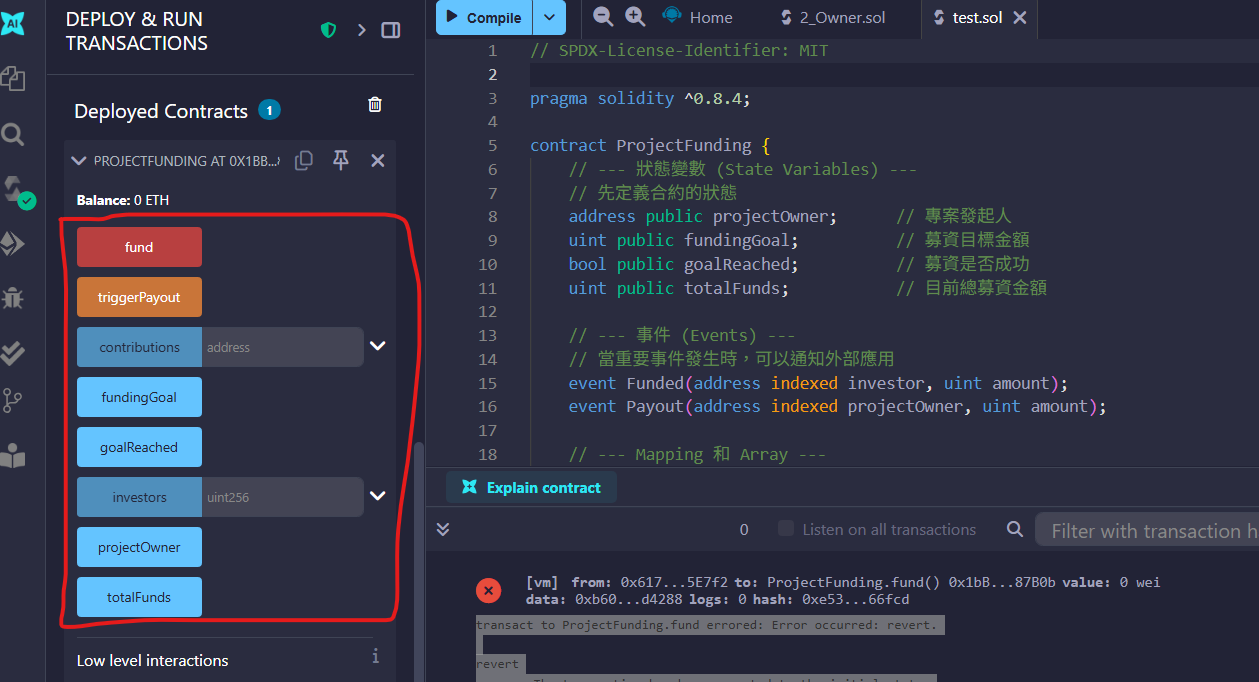 AI
DEPLOY & RUN
TRANSACTIONS
Deployed Contracts 1
PROJECTFUNDING AT 0X1BB...
Balance: 0 ETH
fund
triggerPayout
contributions address
fundingGoal
goalReached
investors uint256
projectOwner
totalFunds
Low level interactions i
Compile
Home
2_Owner.sol
test.sol
1 // SPDX-License-Identifier: MIT
2
3 pragma solidity ^0.8.4;
4
5 contract ProjectFunding {
6 // --- 狀態變數 (State Variables) ---
7 // 先定義合約的狀態
8 address public projectOwner; // 專案發起人
9 uint public fundingGoal; // 募資目標金額
10 bool public goalReached; // 募資是否成功
11 uint public totalFunds; // 目前總募資金額
12
13 // --- 事件 (Events) ---
14 // 當重要事件發生時，可以通知外部應用
15 event Funded(address indexed investor, uint amount);
16 event Payout(address indexed projectOwner, uint amount);
17
18 // --- Mapping 和 Array ---
Explain contract
0 Listen on all transactions Filter with transaction h
[vm] from: 0x617...5E7f2 to: ProjectFunding.fund() 0x1bB...87B0b value: 0 wei
data: 0xb60...d4288 logs: 0 hash: 0xe53...66fcd
transact to ProjectFunding.fund errored: Error occurred: revert.
revert